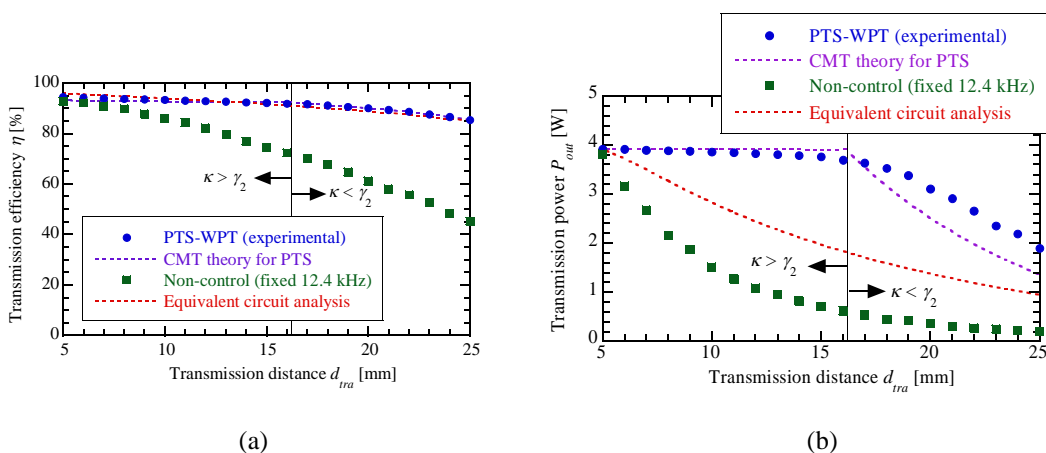 PTS-WPT (experimental)
CMT theory for PTS
Non-control (fixed 12.4 kHz)
Equivalent circuit analysis
Transmission efficiency η [%]
100
80
60
40
20
0
κ > γ2
κ < γ2
PTS-WPT (experimental)
CMT theory for PTS
Non-control (fixed 12.4 kHz)
Equivalent circuit analysis
5 10 15 20 25
Transmission distance dtra [mm]
(a)
Transmission power Pout [W]
5
4
3
2
1
0
κ > γ2
κ < γ2
5 10 15 20 25
Transmission distance dtra [mm]
(b)